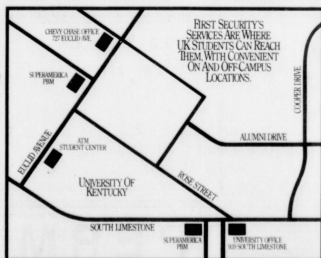 FIRST SECURITY'S
SERVICES ARE WHERE
UK STUDENTS CAN REACH
THEM, WITH CONVENIENT
ON AND OFF-CAMPUS
LOCATIONS.
CHEVY CHASE OFFICE
727 EUCLID AVE.
SUPERAMERICA
PBM
COOPER DRIVE
EUCLID AVENUE
ATM
STUDENT CENTER
ALUMNI DRIVE
ROSE STREET
UNIVERSITY OF
KENTUCKY
SOUTH LIMESTONE
SUPERAMERICA
PBM
UNIVERSITY OFFICE
SOUTH LIMESTONE